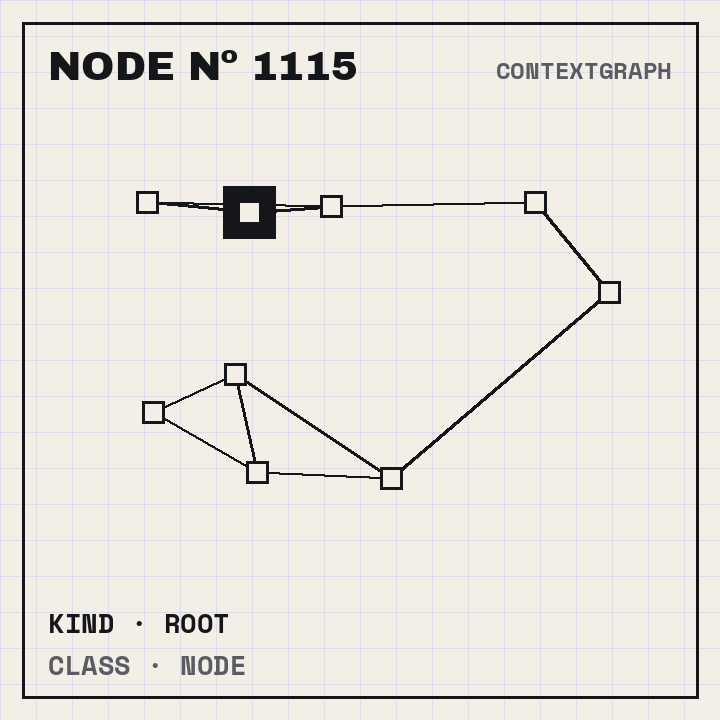 NODE Nº 1115
CONTEXTGRAPH
KIND · ROOT
CLASS · NODE